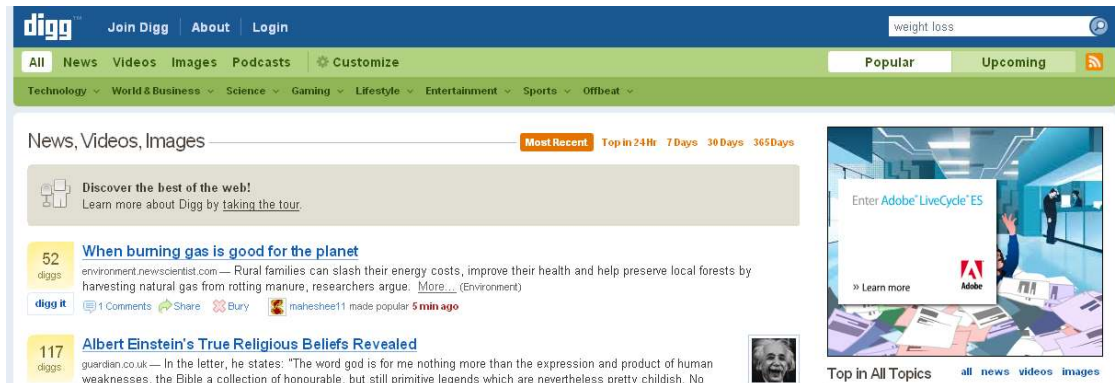 digg™ Join Digg About Login weight loss
All News Videos Images Podcasts Customize Popular Upcoming
Technology World & Business Science Gaming Lifestyle Entertainment Sports Offbeat
News, Videos, Images Most Recent Top in 24 Hr 7 Days 30 Days 365 Days
Discover the best of the web!
Learn more about Digg by taking the tour.
52
diggs
digg it
When burning gas is good for the planet
environment.newscientist.com — Rural families can slash their energy costs, improve their health and help preserve local forests by
harvesting natural gas from rotting manure, researchers argue. More... (Environment)
1 Comments Share Bury maheshee11 made popular 5 min ago
117
diggs
Albert Einstein's True Religious Beliefs Revealed
guardian.co.uk — In the letter, he states: "The word god is for me nothing more than the expression and product of human
weaknesses, the Bible a collection of honourable, but still primitive legends which are nevertheless pretty childish. No
Enter Adobe® LiveCycle® ES
» Learn more
Adobe
Top in All Topics all news videos images